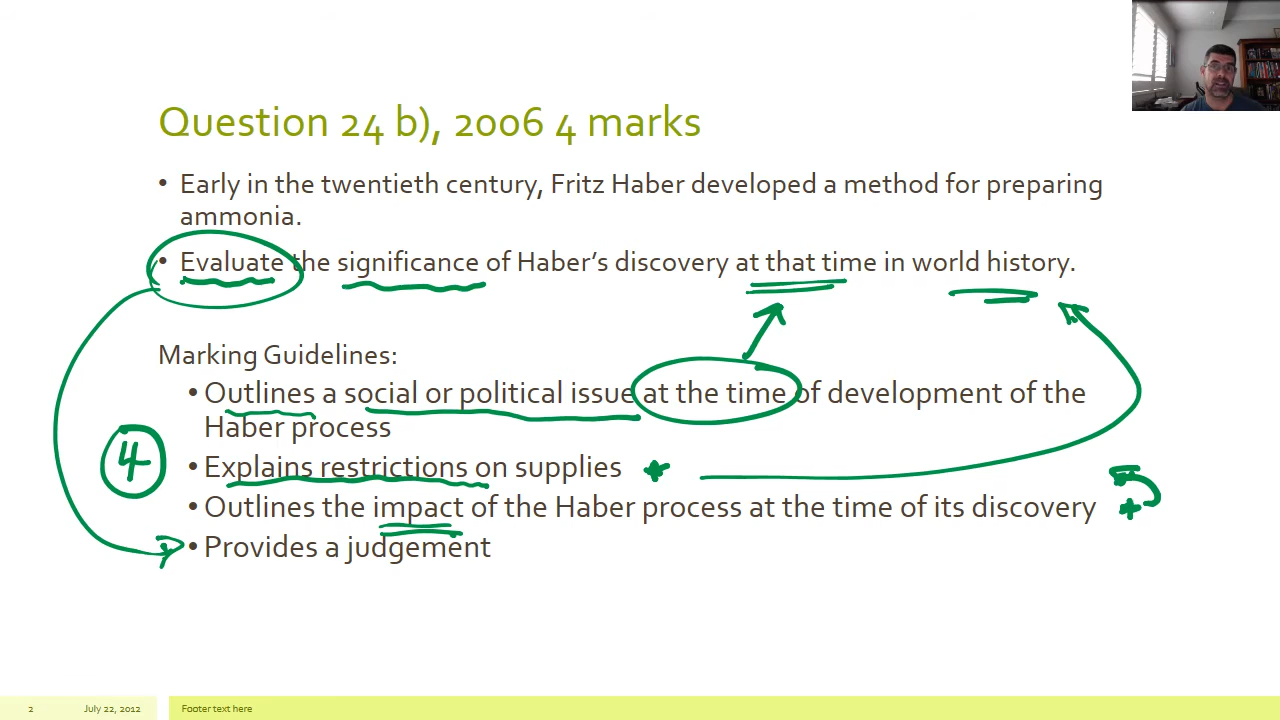 Question 24 b), 2006 4 marks
• Early in the twentieth century, Fritz Haber developed a method for preparing
ammonia.
• Evaluate the significance of Haber's discovery at that time in world history.
Marking Guidelines:
• Outlines a social or political issue at the time of development of the
Haber process
4
• Explains restrictions on supplies
• Outlines the impact of the Haber process at the time of its discovery
• Provides a judgement
2 July 22, 2012 Footer text here